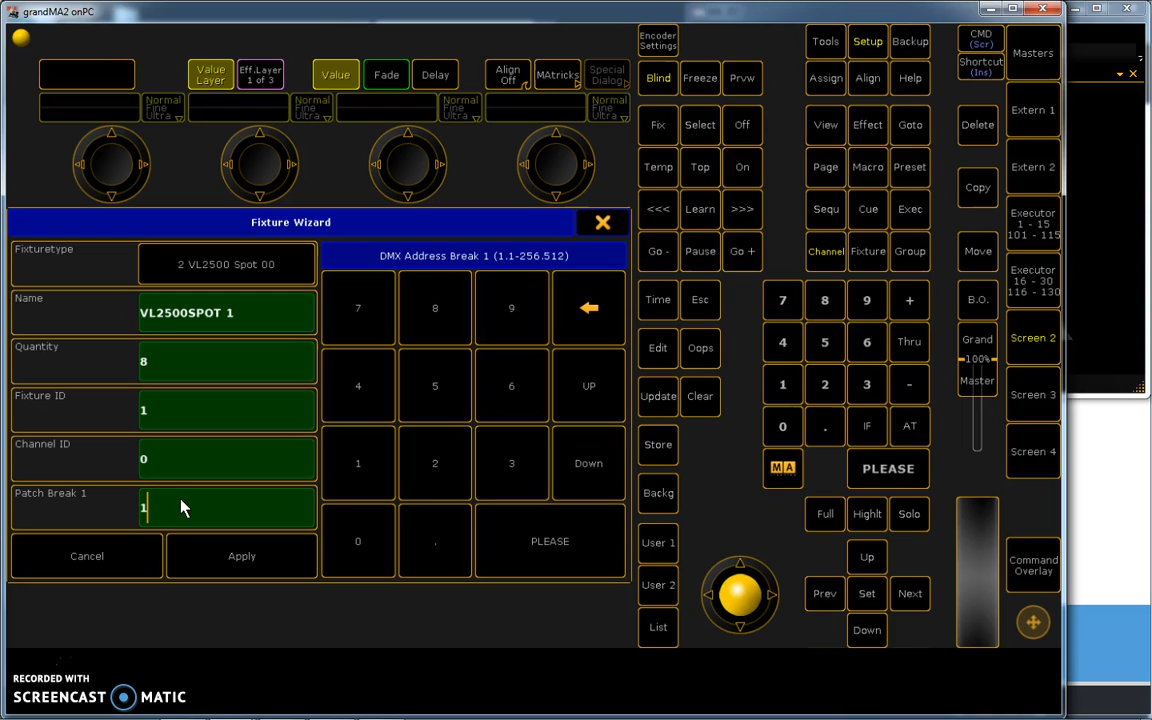 grandMA2 onPC
Value Layer
Eff.Layer 1 of 3
Value
Fade
Delay
Align Off
MAtricks
Special Dialog
Normal Fine Ultra
Normal Fine Ultra
Normal Fine Ultra
Normal Fine Ultra
Fixture Wizard
Fixturetype
2 VL2500 Spot 00
Name
VL2500SPOT 1
Quantity
8
Fixture ID
1
Channel ID
0
Patch Break 1
1
Cancel
Apply
DMX Address Break 1 (1.1-256.512)
7
8
9
4
5
6
UP
1
2
3
Down
0
.
PLEASE
Encoder Settings
Blind
Freeze
Prvw
Fix
Select
Off
Temp
Top
On
<<<
Learn
>>>
Go -
Pause
Go +
Time
Esc
Edit
Oops
Update
Clear
Store
Backg
User 1
User 2
List
Tools
Setup
Backup
Assign
Align
Help
View
Effect
Goto
Page
Macro
Preset
Sequ
Cue
Exec
Channel
Fixture
Group
7
8
9
+
4
5
6
Thru
1
2
3
-
0
.
IF
AT
MA
PLEASE
Full
Highlt
Solo
Up
Prev
Set
Next
Down
CMD (Scr)
Shortcut (Ins)
Delete
Copy
Move
B.O.
Grand
100%
Master
Masters
Extern 1
Extern 2
Executor
1 - 15
101 - 115
Executor
16 - 30
116 - 130
Screen 2
Screen 3
Screen 4
Command Overlay
RECORDED WITH
SCREENCAST MATIC